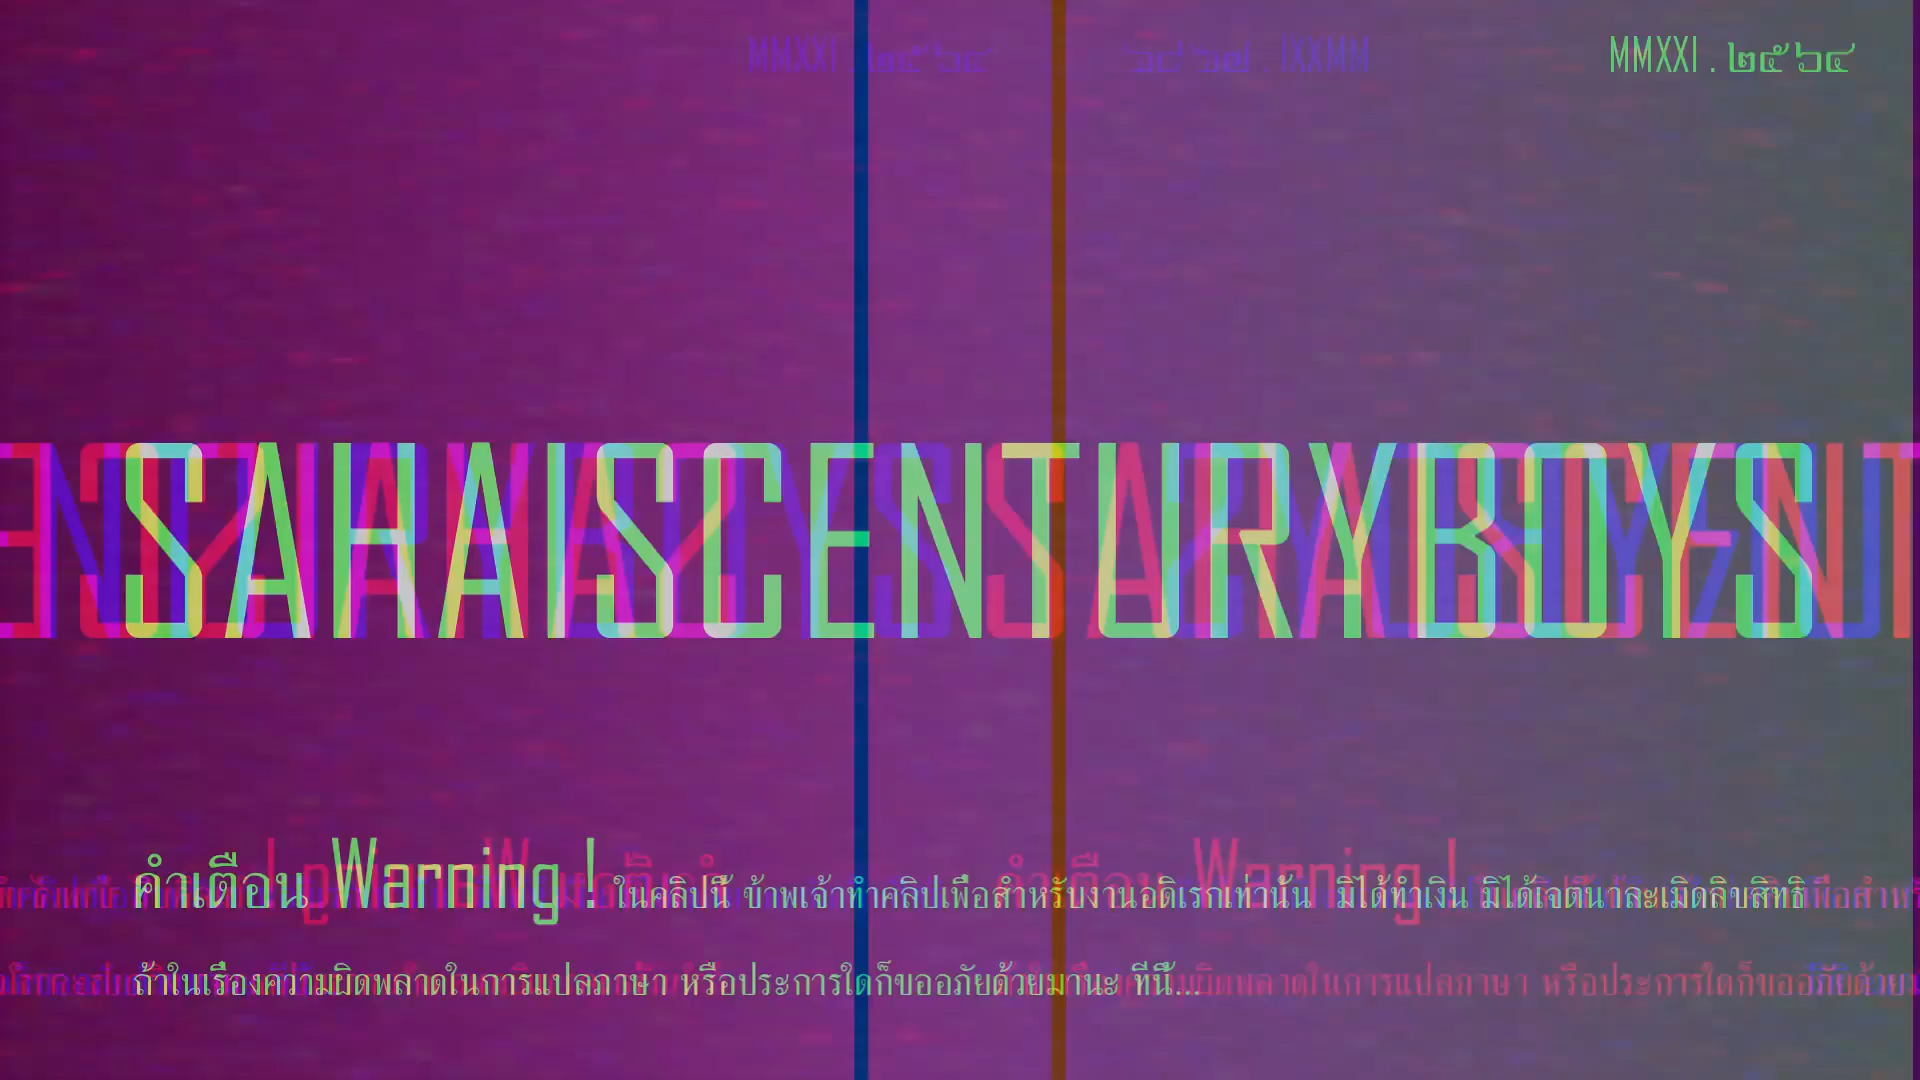 MMXXI . ๒๕๖๔
SAHAISCENTURYBOYS
คำเตือน Warning ! ในคลิปนี้ ข้าพเจ้าทำคลิปเพื่อสำหรับงานอดิเรกเท่านั้น มิได้ทำเงิน มิได้เจตนาละเมิดลิขสิทธิ์
ถ้าในเรื่องความผิดพลาดในการแปลภาษา หรือประการใดก็ขออภัยด้วยมานะ ที่นี้...